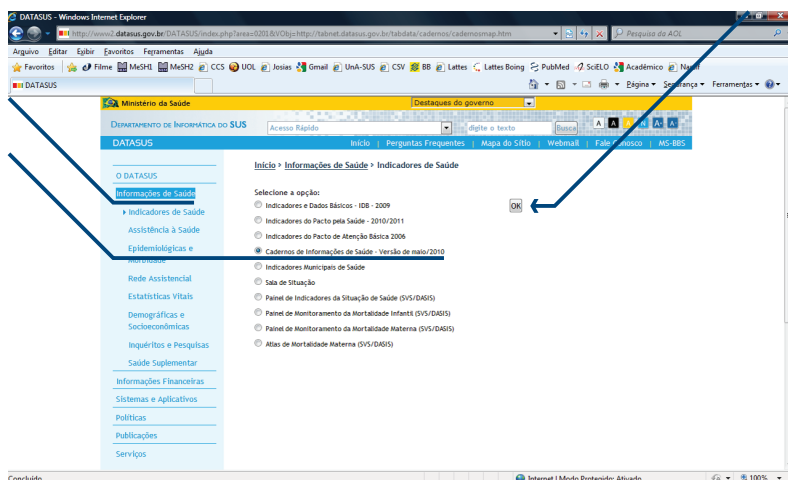 DATASUS - Windows Internet Explorer
http://www2.datasus.gov.br/DATASUS/index.php?area=0201&VObj=http://tabnet.datasus.gov.br/tabdata/cadernos/cadernosmap.htm
Pesquisa da AOL
Arquivo Editar Exibir Favoritos Ferramentas Ajuda
Favoritos Filme MeSH1 MeSH2 CCS UOL Josias Gmail UnA-SUS CSV BB Lattes Lattes Boing PubMed SciELO Acadêmico
DATASUS
Página Segurança Ferramentas
Ministério da Saúde
Destaques do governo
DEPARTAMENTO DE INFORMÁTICA DO SUS
Acesso Rápido
digite o texto
Busca
A A A A+ A-
DATASUS
Início | Perguntas Frequentes | Mapa do Sítio | Webmail | Fale Conosco | MS-BBS
Início > Informações de Saúde > Indicadores de Saúde
O DATASUS
Informações de Saúde
Indicadores de Saúde
Assistência à Saúde
Epidemiológicas e
Morbidade
Rede Assistencial
Estatísticas Vitais
Demográficas e
Socioeconômicas
Inquéritos e Pesquisas
Saúde Suplementar
Informações Financeiras
Sistemas e Aplicativos
Políticas
Publicações
Serviços
Selecione a opção:
Indicadores e Dados Básicos - IDB - 2009
OK
Indicadores do Pacto pela Saúde - 2010/2011
Indicadores do Pacto de Atenção Básica 2006
Cadernos de Informações de Saúde - Versão de maio/2010
Indicadores Municipais de Saúde
Sala de Situação
Painel de Indicadores da Situação de Saúde (SVS/DASIS)
Painel de Monitoramento da Mortalidade Infantil (SVS/DASIS)
Painel de Monitoramento da Mortalidade Materna (SVS/DASIS)
Atlas de Mortalidade Materna (SVS/DASIS)
Concluído
Internet | Modo Protegido: Ativado
100%